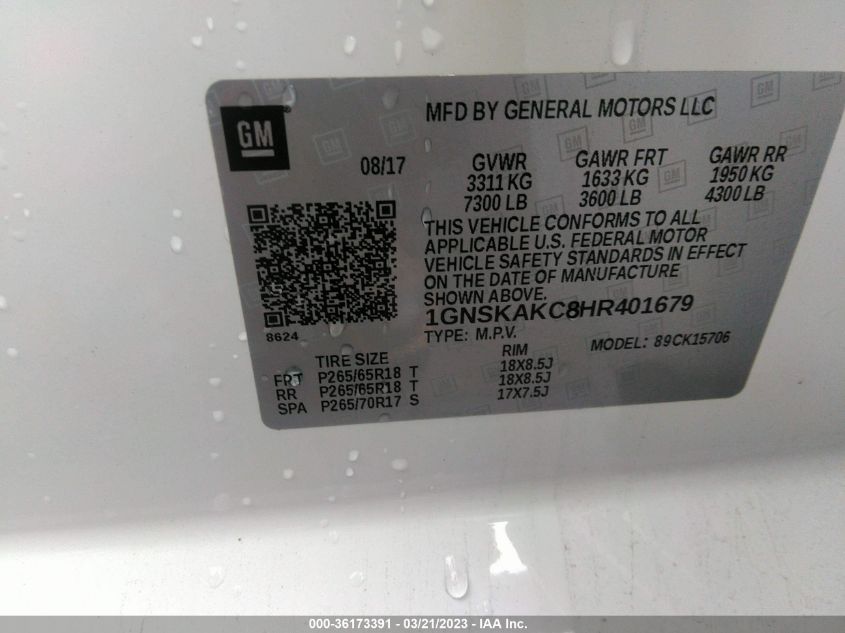 GM
MFD BY GENERAL MOTORS LLC
08/17 GVWR GAWR FRT GAWR RR
3311 KG 1633 KG 1950 KG
7300 LB 3600 LB 4300 LB
THIS VEHICLE CONFORMS TO ALL
APPLICABLE U.S. FEDERAL MOTOR
VEHICLE SAFETY STANDARDS IN EFFECT
ON THE DATE OF MANUFACTURE
SHOWN ABOVE.
8624
1GNSKAKC8HR401679
TYPE: M.P.V. MODEL: 89CK15706
TIRE SIZE RIM
FRT P265/65R18 T 18X8.5J
RR P265/65R18 T 18X8.5J
SPA P265/70R17 S 17X7.5J
000-36173391 — 03/21/2023 — IAA Inc.